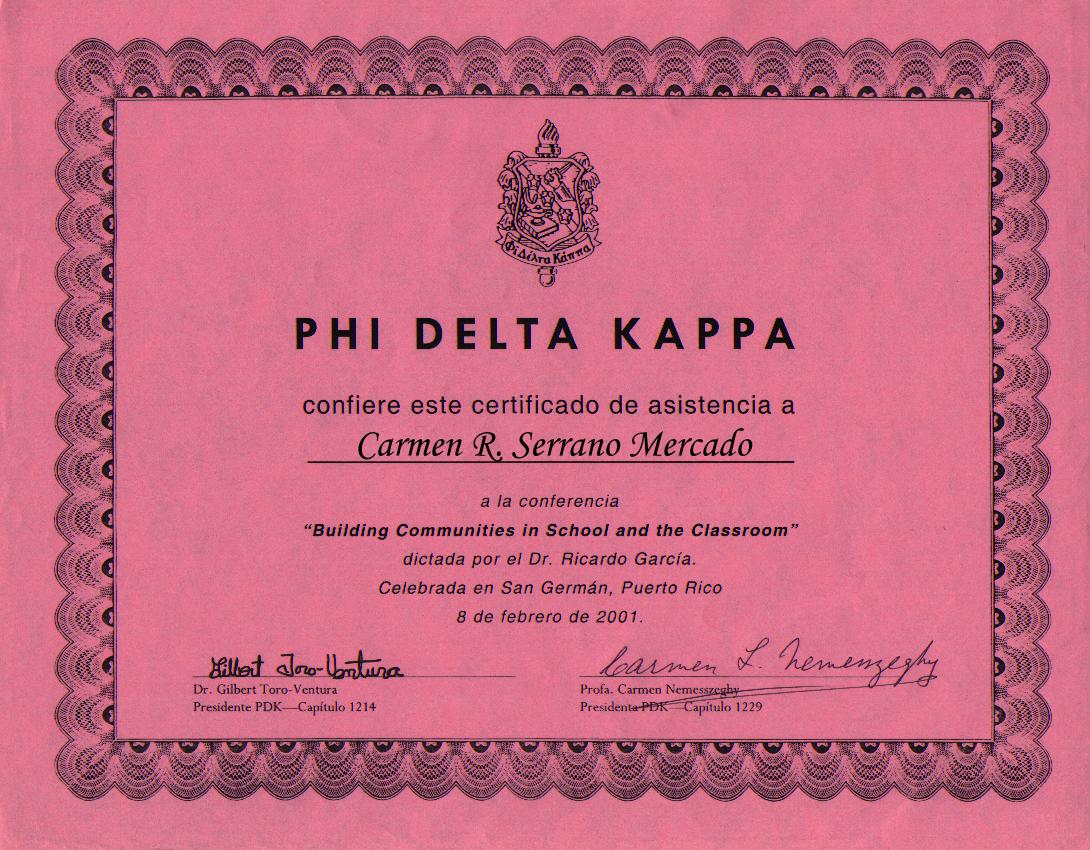 Φι Δέλτα Κάππα
PHI DELTA KAPPA
confiere este certificado de asistencia a
Carmen R. Serrano Mercado
a la conferencia
“Building Communities in School and the Classroom”
dictada por el Dr. Ricardo García.
Celebrada en San Germán, Puerto Rico
8 de febrero de 2001.
Gilbert Toro-Ventura
Dr. Gilbert Toro-Ventura
Presidente PDK—Capítulo 1214
Carmen L. Nemesszeghy
Profa. Carmen Nemesszeghy
Presidenta PDK—Capítulo 1229